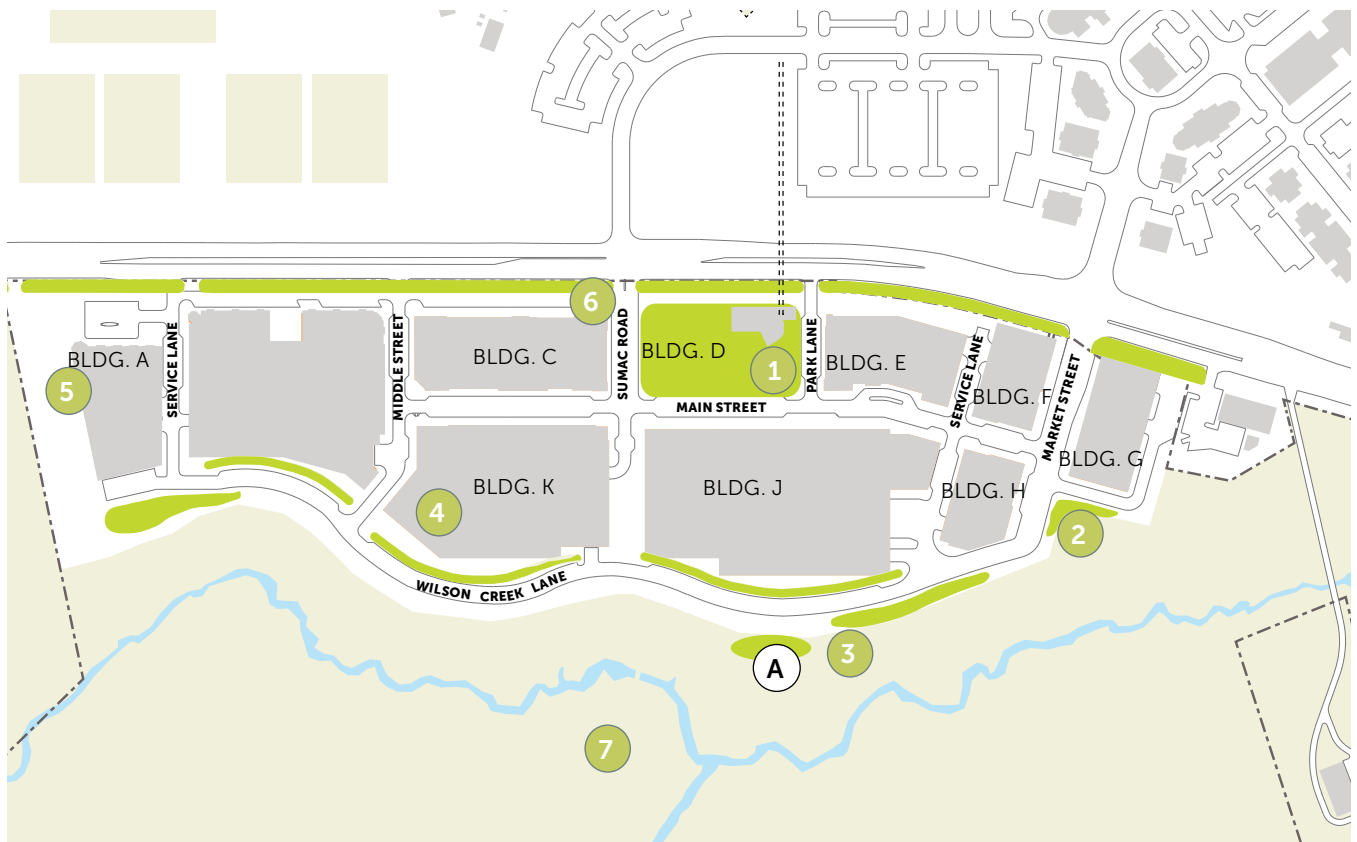 6
SERVICE LANE
MIDDLE STREET
SUMAC ROAD
PARK LANE
SERVICE LANE
MARKET STREET
BLDG. A
BLDG. C
BLDG. D
BLDG. E
1
5
BLDG. F
MAIN STREET
BLDG. G
BLDG. K
BLDG. J
BLDG. H
4
2
WILSON CREEK LANE
3
A
7